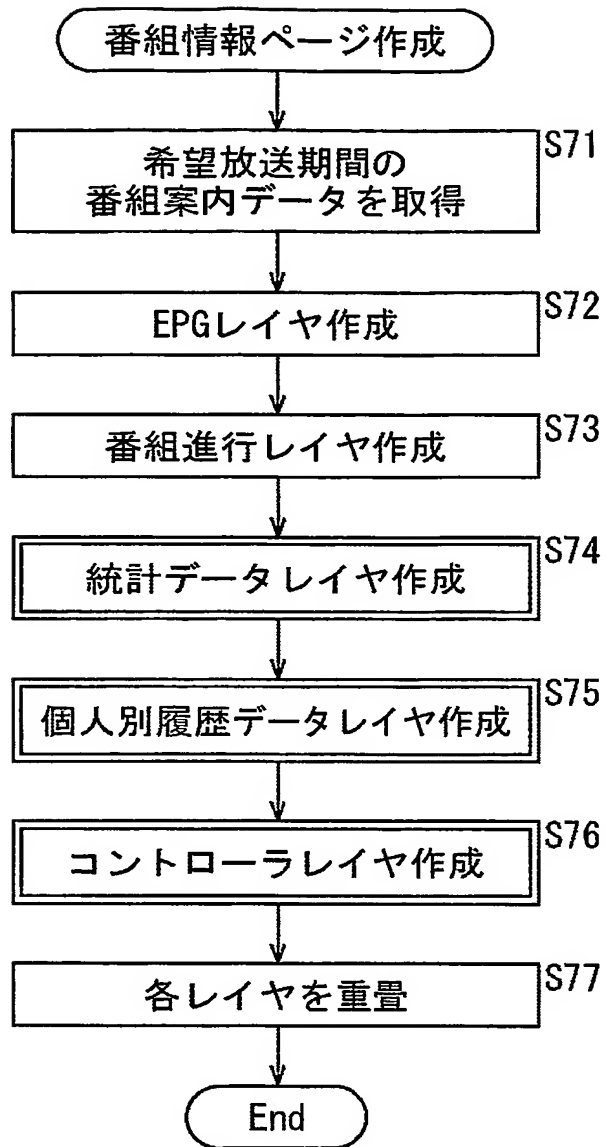 番組情報ページ作成
S71
希望放送期間の
番組案内データを取得
S72
EPGレイヤ作成
S73
番組進行レイヤ作成
S74
統計データレイヤ作成
S75
個人別履歴データレイヤ作成
S76
コントローラレイヤ作成
S77
各レイヤを重畳
End